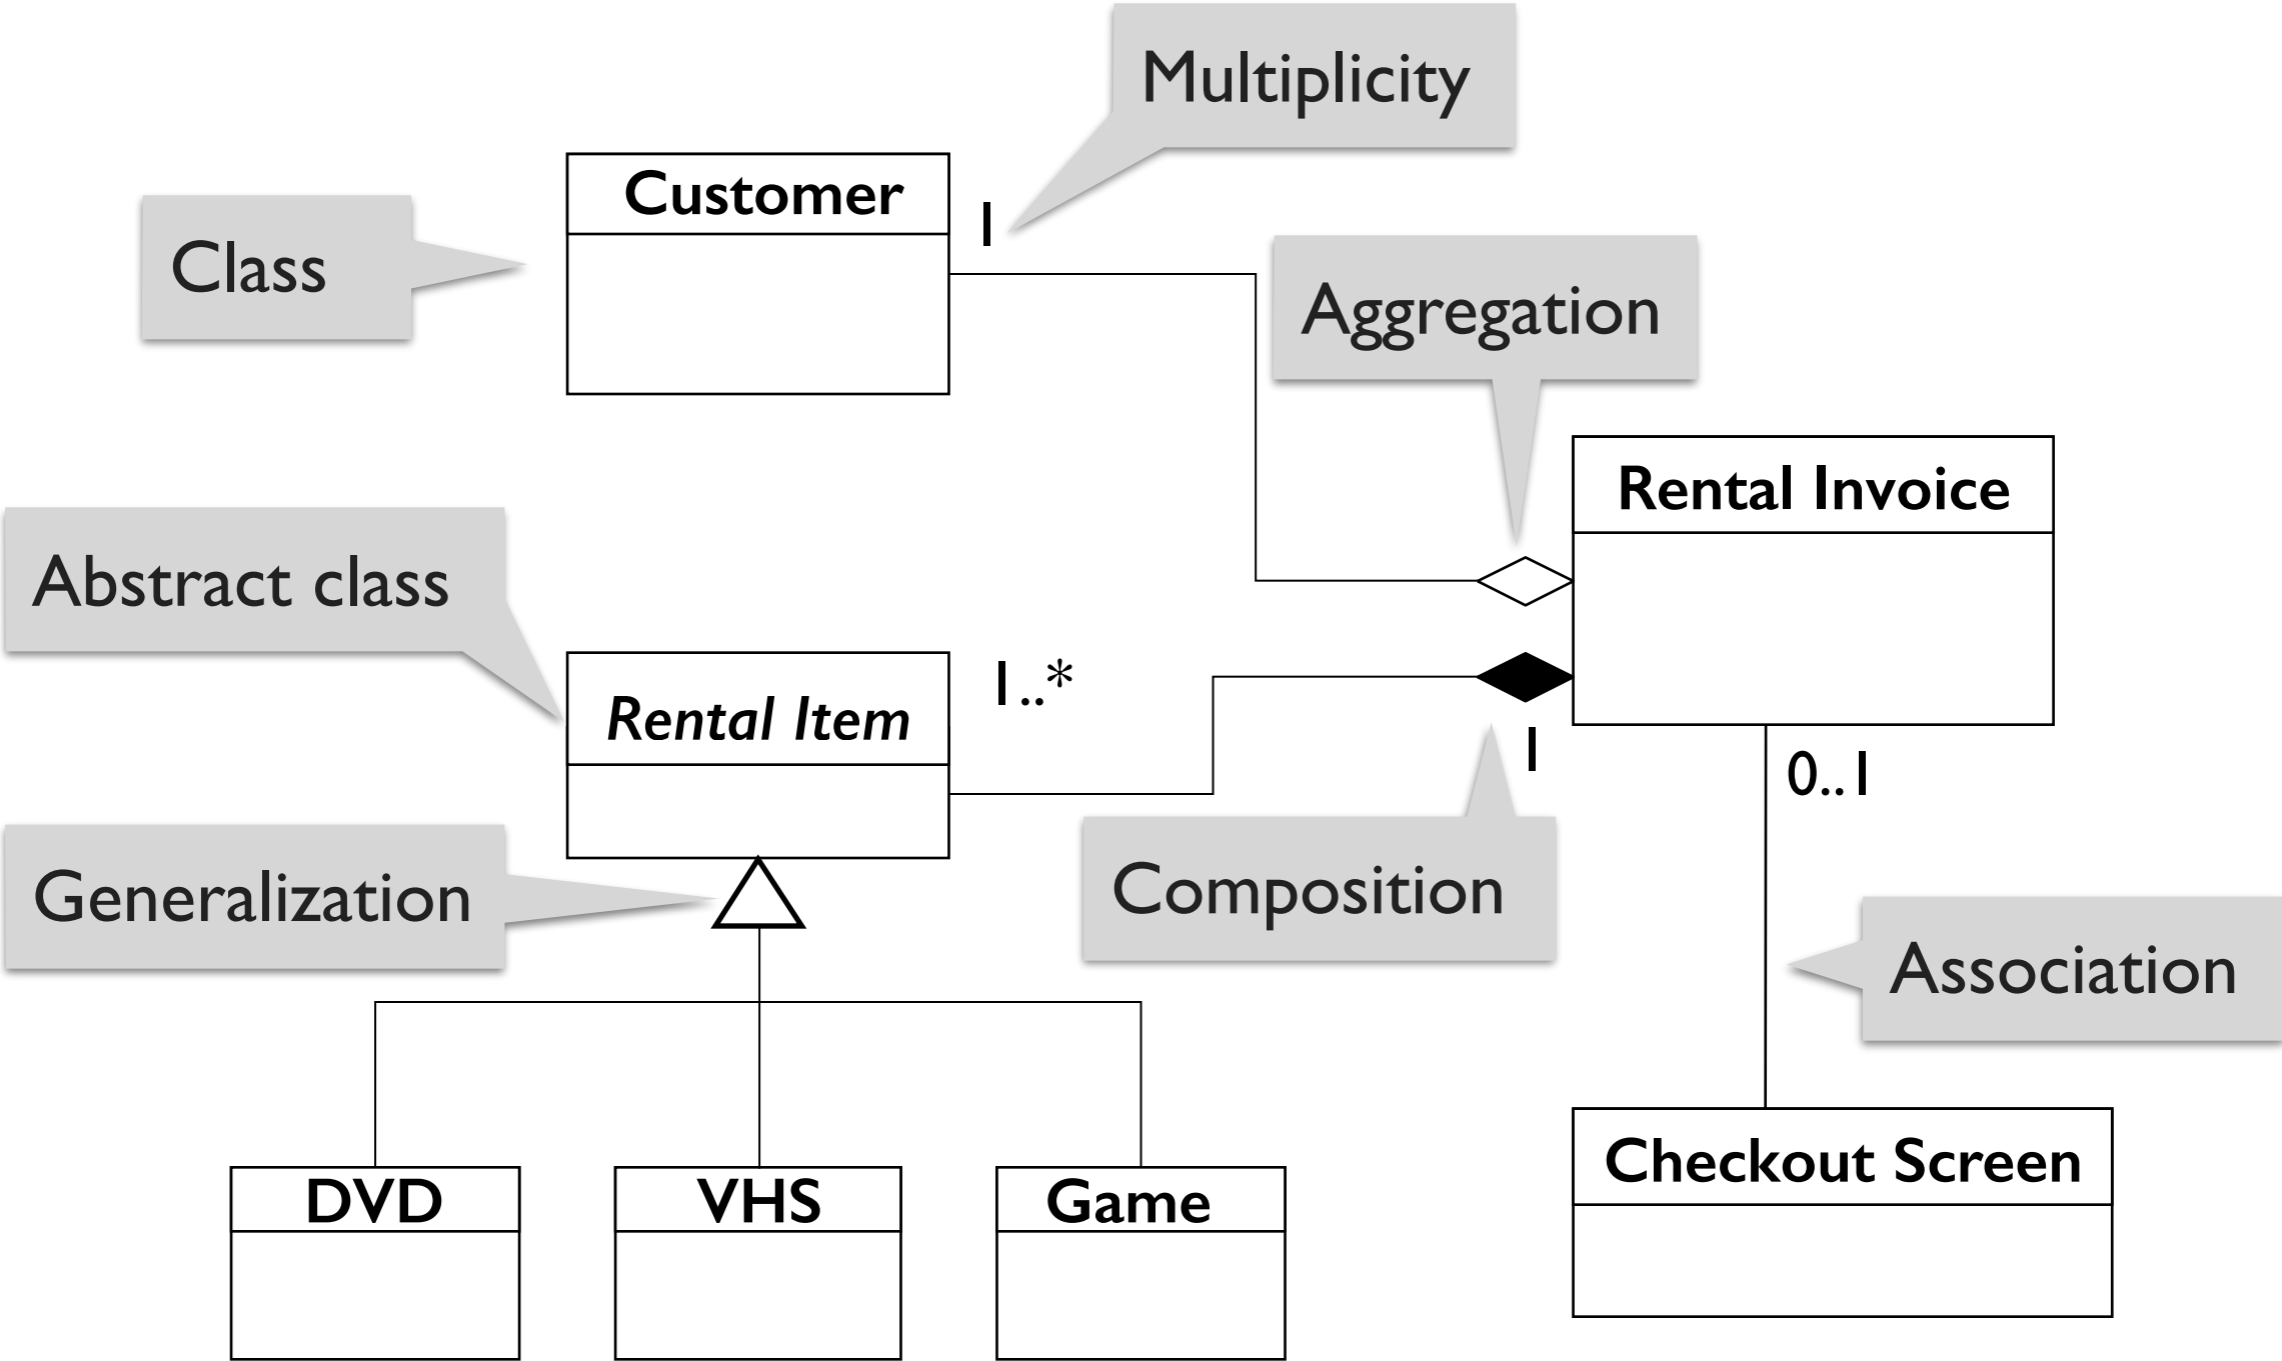 Multiplicity
Customer
1
Class
Aggregation
Rental Invoice
Abstract class
1..*
Rental Item
1
0..1
Generalization
Composition
Association
Checkout Screen
DVD
VHS
Game